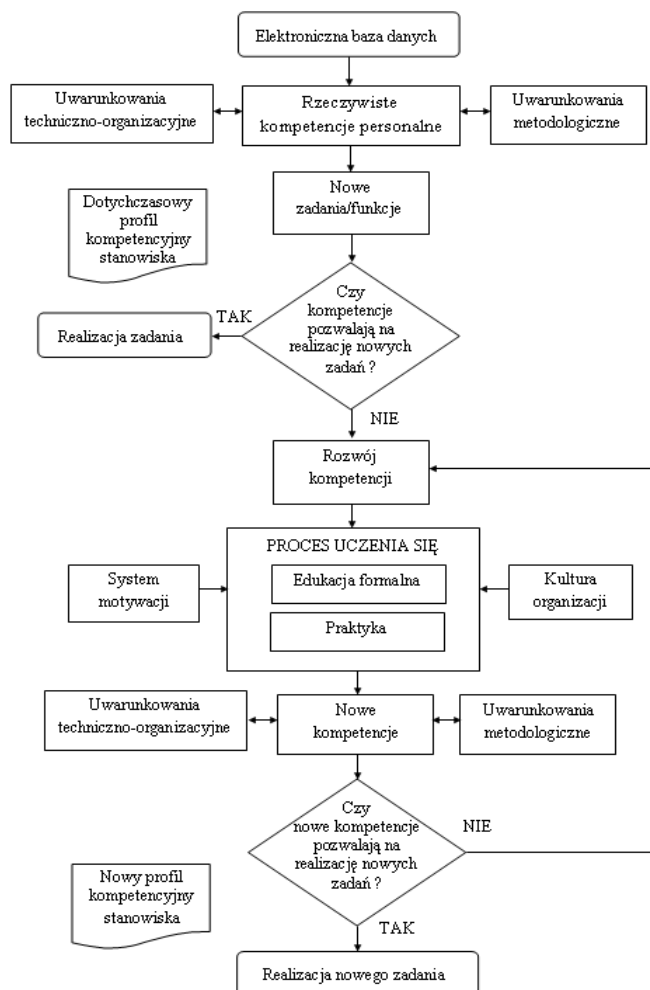 Elektroniczna baza danych
Uwarunkowania
techniczno-organizacyjne
Rzeczywiste
kompetencje personalne
Uwarunkowania
metodologiczne
Nowe
zadania/funkcje
Dotychczasowy
profil
kompetencyjny
stanowiska
Czy
kompetencje
pozwalają na
realizację nowych
zadań ?
TAK
Realizacja zadania
NIE
Rozwój
kompetencji
PROCES UCZENIA SIĘ
Edukacja formalna
Praktyka
System
motywacji
Kultura
organizacji
Uwarunkowania
techniczno-organizacyjne
Nowe
kompetencje
Uwarunkowania
metodologiczne
Czy
nowe kompetencje
pozwalają na
realizację nowych
zadań ?
NIE
Nowy profil
kompetencyjny
stanowiska
TAK
Realizacja nowego zadania